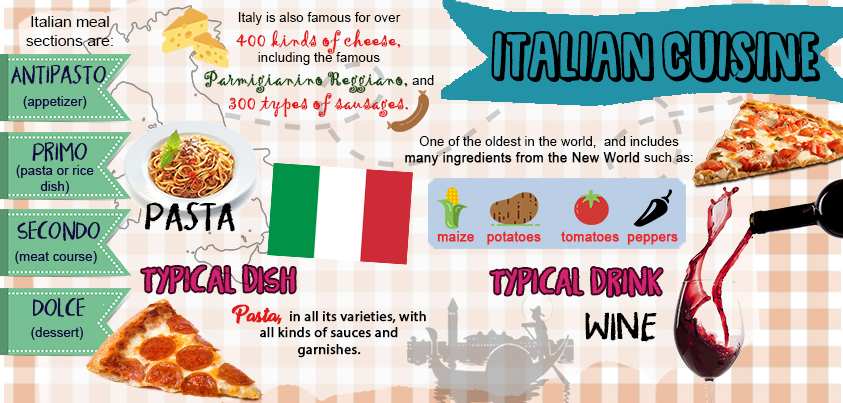 Italian meal
sections are:
ANTIPASTO
(appetizer)
PRIMO
(pasta or rice
dish)
SECONDO
(meat course)
DOLCE
(dessert)
Italy is also famous for over
400 kinds of cheese,
including the famous
Parmigianino Reggiano, and
300 types of sausages.
PASTA
TYPICAL DISH
Pasta, in all its varieties, with
all kinds of sauces and
garnishes.
ITALIAN CUISINE
One of the oldest in the world, and includes
many ingredients from the New World such as:
maize potatoes tomatoes peppers
TYPICAL DRINK
WINE